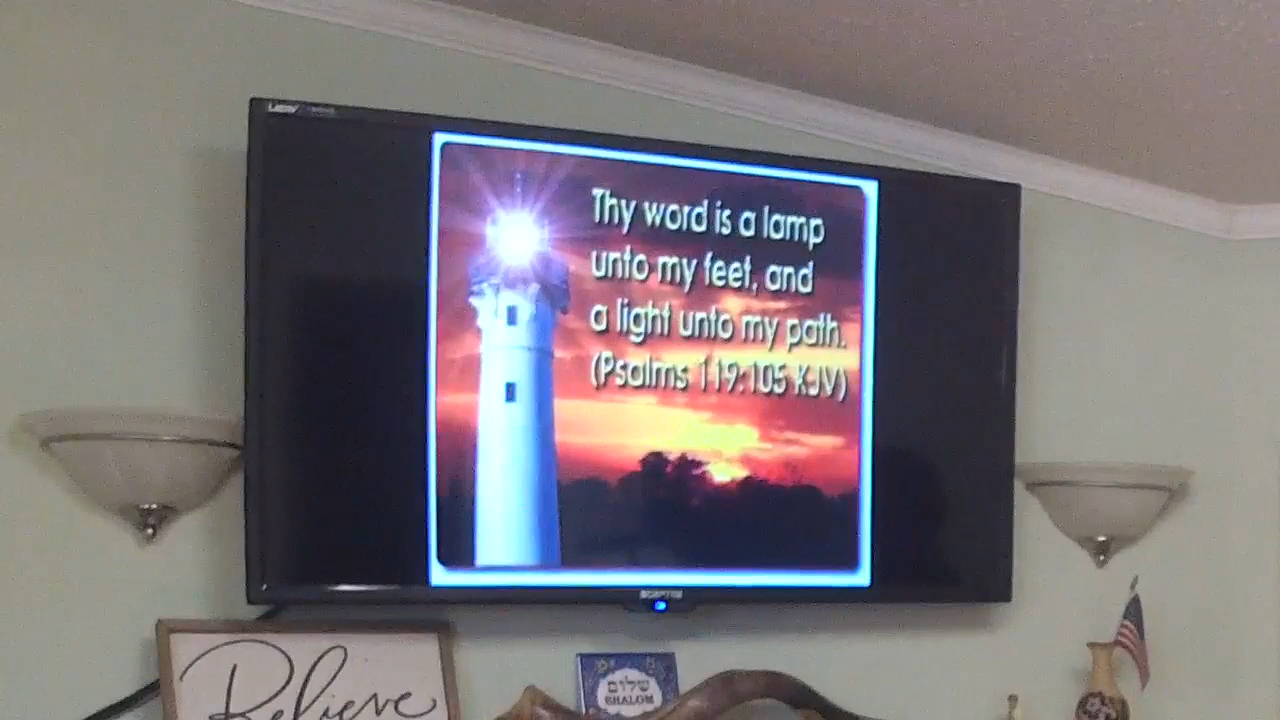 Thy word is a lamp
unto my feet, and
a light unto my path.
(Psalms 119:105 KJV)
SCEPTRE
Believe
שלום
SHALOM